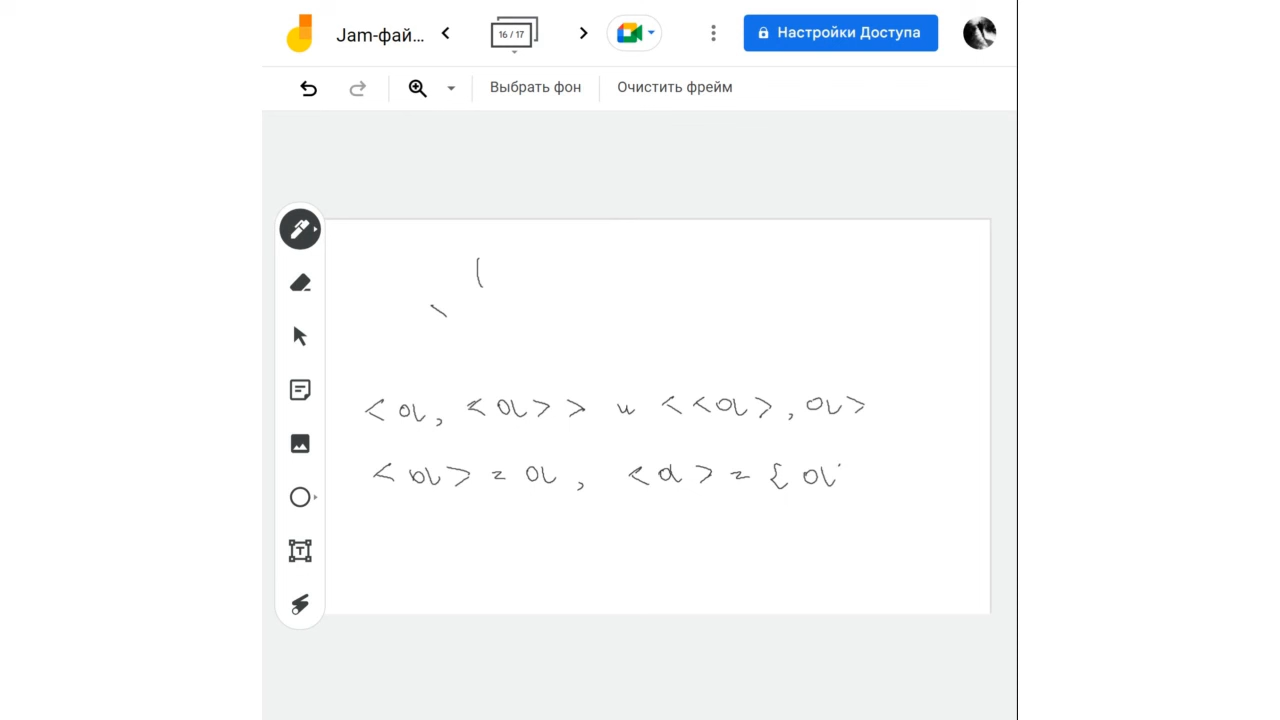 Jam-фай...
16 / 17
Настройки Доступа
Выбрать фон
Очистить фрейм
< a, < a > > и < < a > , a >
< a > = a , < a > = { a